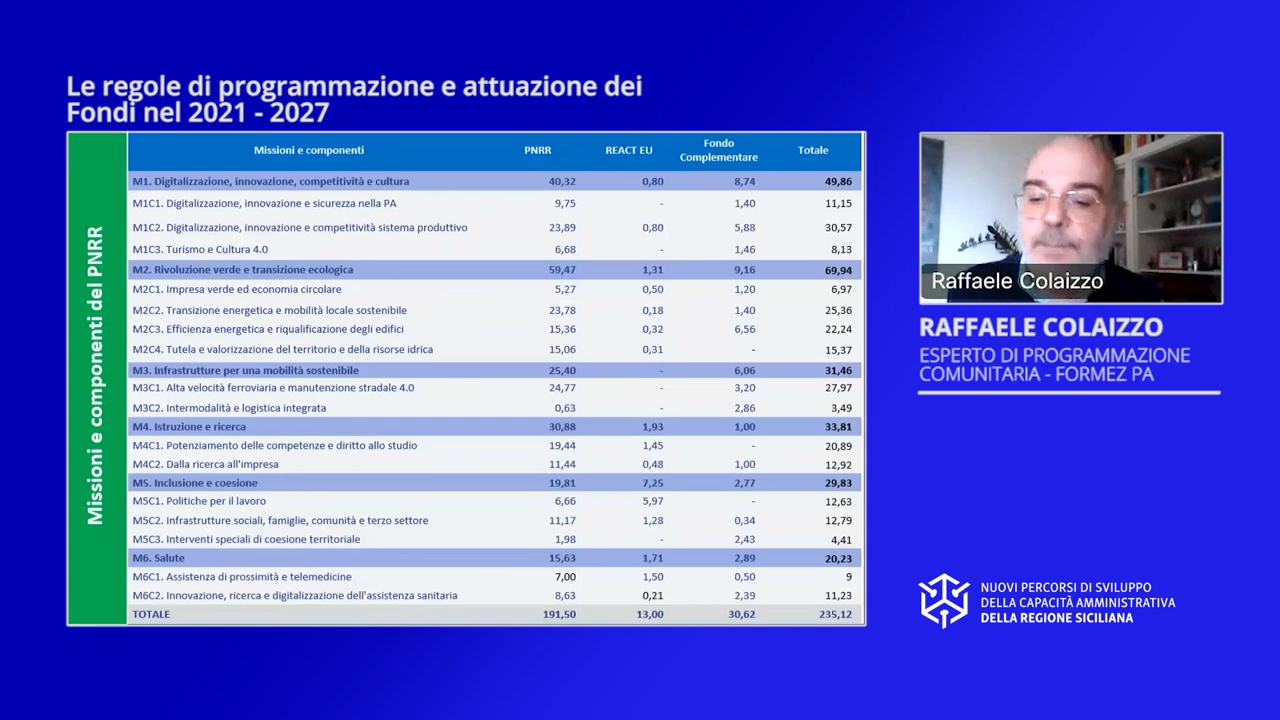 Le regole di programmazione e attuazione dei
Fondi nel 2021 - 2027
Missioni e componenti del PNRR
Missioni e componenti PNRR REACT EU Fondo Complementare Totale
M1. Digitalizzazione, innovazione, competitività e cultura 40,32 0,80 8,74 49,86
M1C1. Digitalizzazione, innovazione e sicurezza nella PA 9,75 - 1,40 11,15
M1C2. Digitalizzazione, innovazione e competitività sistema produttivo 23,89 0,80 5,88 30,57
M1C3. Turismo e Cultura 4.0 6,68 - 1,46 8,13
M2. Rivoluzione verde e transizione ecologica 59,47 1,31 9,16 69,94
M2C1. Impresa verde ed economia circolare 5,27 0,50 1,20 6,97
M2C2. Transizione energetica e mobilità locale sostenibile 23,78 0,18 1,40 25,36
M2C3. Efficienza energetica e riqualificazione degli edifici 15,36 0,32 6,56 22,24
M2C4. Tutela e valorizzazione del territorio e della risorse idrica 15,06 0,31 - 15,37
M3. Infrastrutture per una mobilità sostenibile 25,40 - 6,06 31,46
M3C1. Alta velocità ferroviaria e manutenzione stradale 4.0 24,77 - 3,20 27,97
M3C2. Intermodalità e logistica integrata 0,63 - 2,86 3,49
M4. Istruzione e ricerca 30,88 1,93 1,00 33,81
M4C1. Potenziamento delle competenze e diritto allo studio 19,44 1,45 - 20,89
M4C2. Dalla ricerca all'impresa 11,44 0,48 1,00 12,92
M5. Inclusione e coesione 19,81 7,25 2,77 29,83
M5C1. Politiche per il lavoro 6,66 5,97 - 12,63
M5C2. Infrastrutture sociali, famiglie, comunità e terzo settore 11,17 1,28 0,34 12,79
M5C3. Interventi speciali di coesione territoriale 1,98 - 2,43 4,41
M6. Salute 15,63 1,71 2,89 20,23
M6C1. Assistenza di prossimità e telemedicine 7,00 1,50 0,50 9
M6C2. Innovazione, ricerca e digitalizzazione dell'assistenza sanitaria 8,63 0,21 2,39 11,23
TOTALE 191,50 13,00 30,62 235,12
Raffaele Colaizzo
RAFFAELE COLAIZZO
ESPERTO DI PROGRAMMAZIONE
COMUNITARIA - FORMEZ PA
NUOVI PERCORSI DI SVILUPPO
DELLA CAPACITÀ AMMINISTRATIVA
DELLA REGIONE SICILIANA